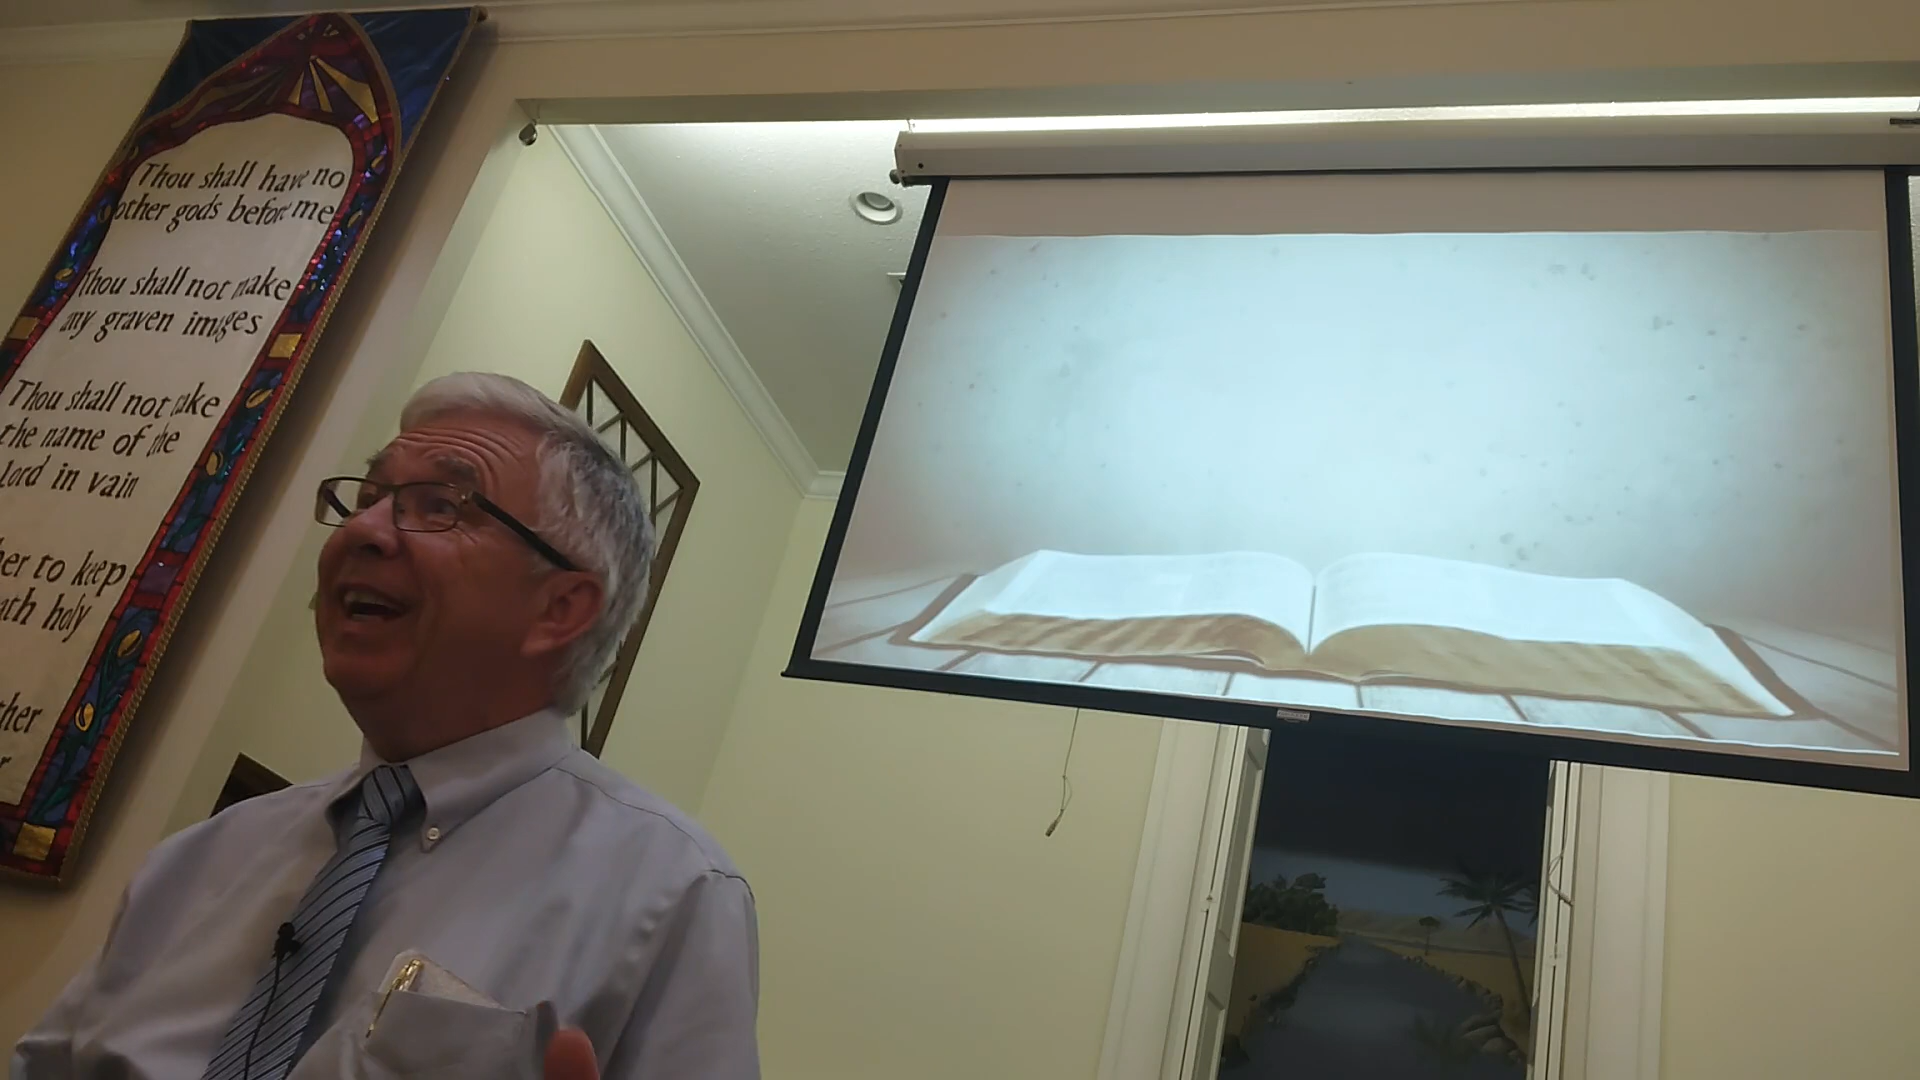 Thou shall have no
other gods before me
Thou shall not make
any graven images
Thou shall not take
the name of the
Lord in vain
to keep
holy